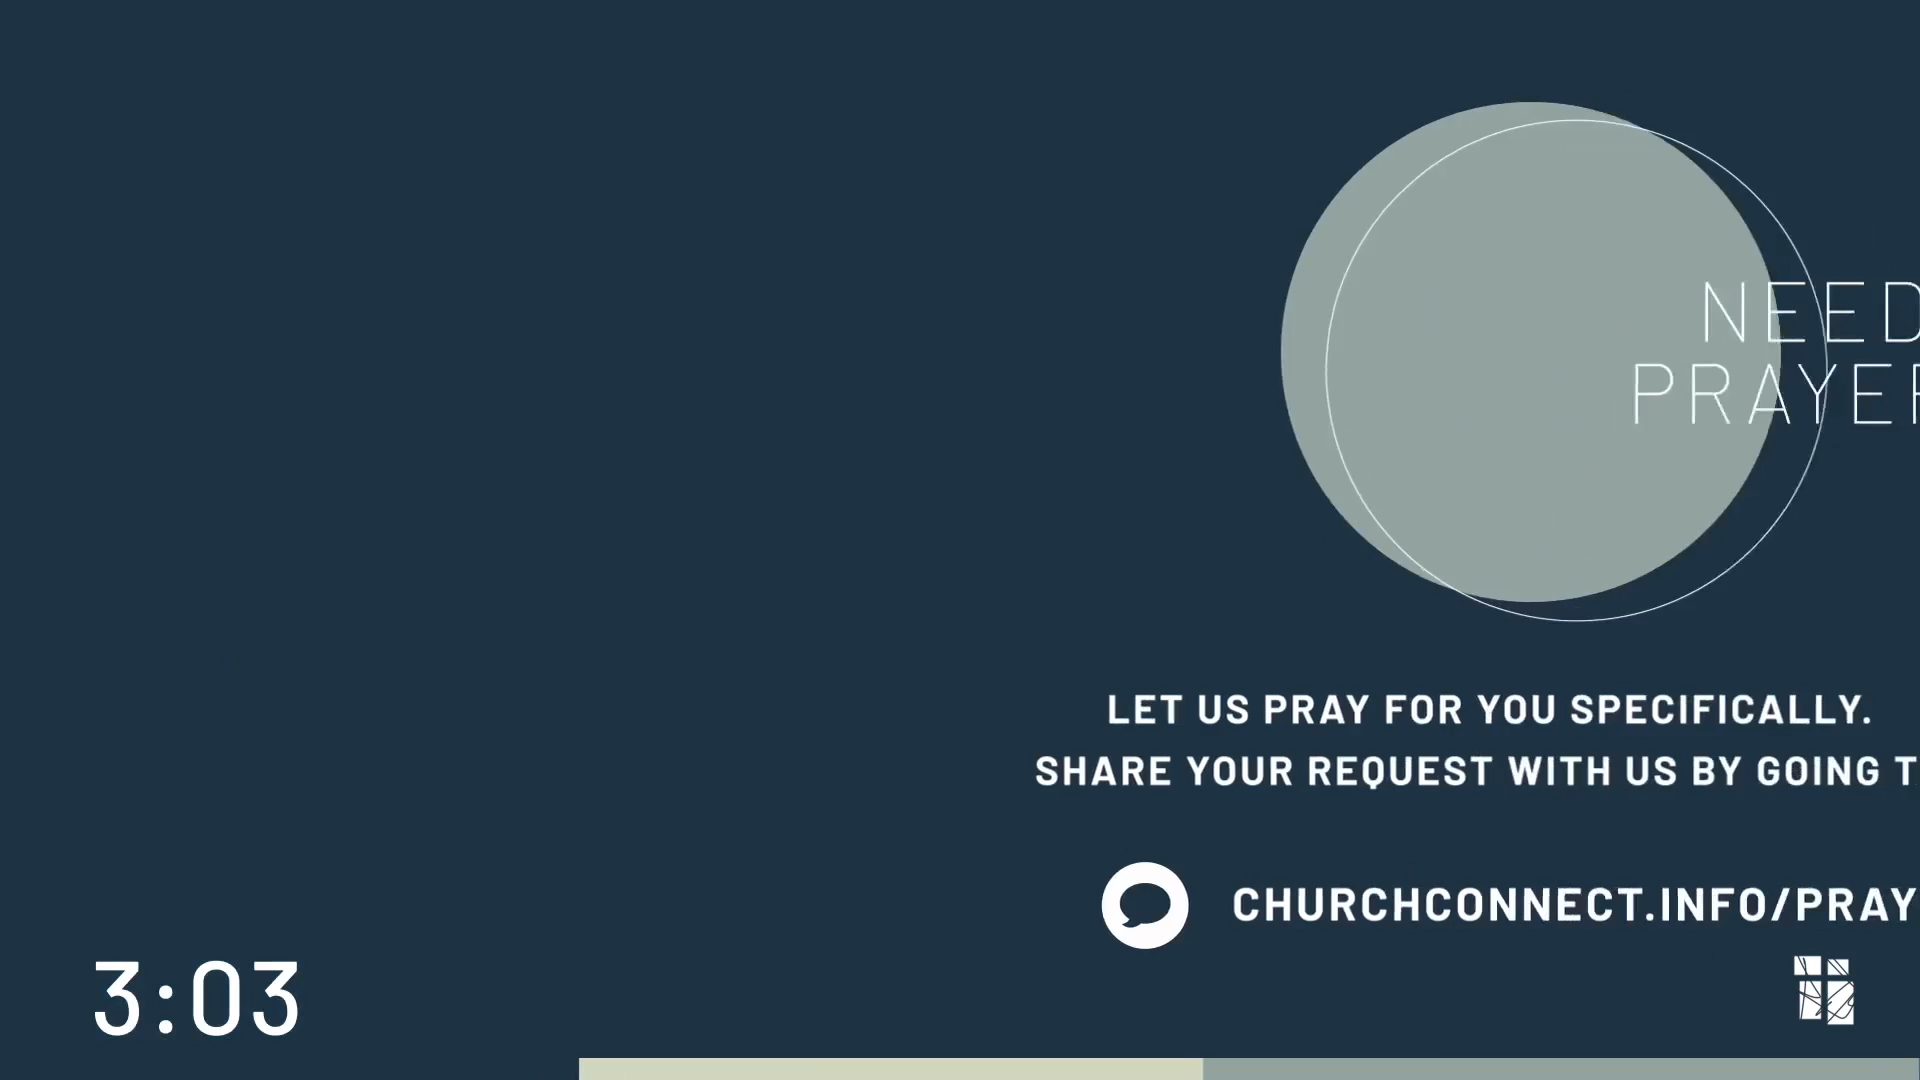 NEED
PRAYER
LET US PRAY FOR YOU SPECIFICALLY.
SHARE YOUR REQUEST WITH US BY GOING T
CHURCHCONNECT.INFO/PRAY
3:03